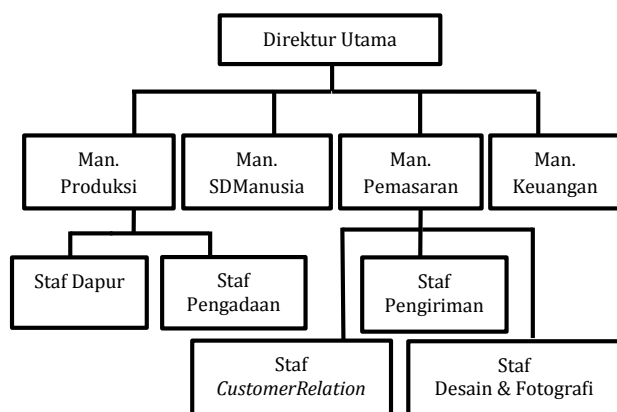 Direktur Utama
Man.
Produksi
Man.
SDManusia
Man.
Pemasaran
Man.
Keuangan
Staf Dapur
Staf
Pengadaan
Staf
Pengiriman
Staf
CustomerRelation
Staf
Desain & Fotografi